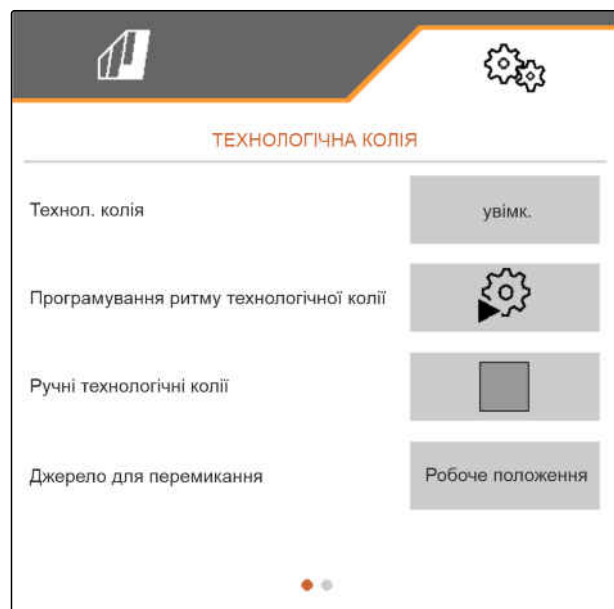 ТЕХНОЛОГІЧНА КОЛІЯ
Технол. колія
увімк.
Програмування ритму технологічної колії
Ручні технологічні колії
Джерело для перемикання
Робоче положення